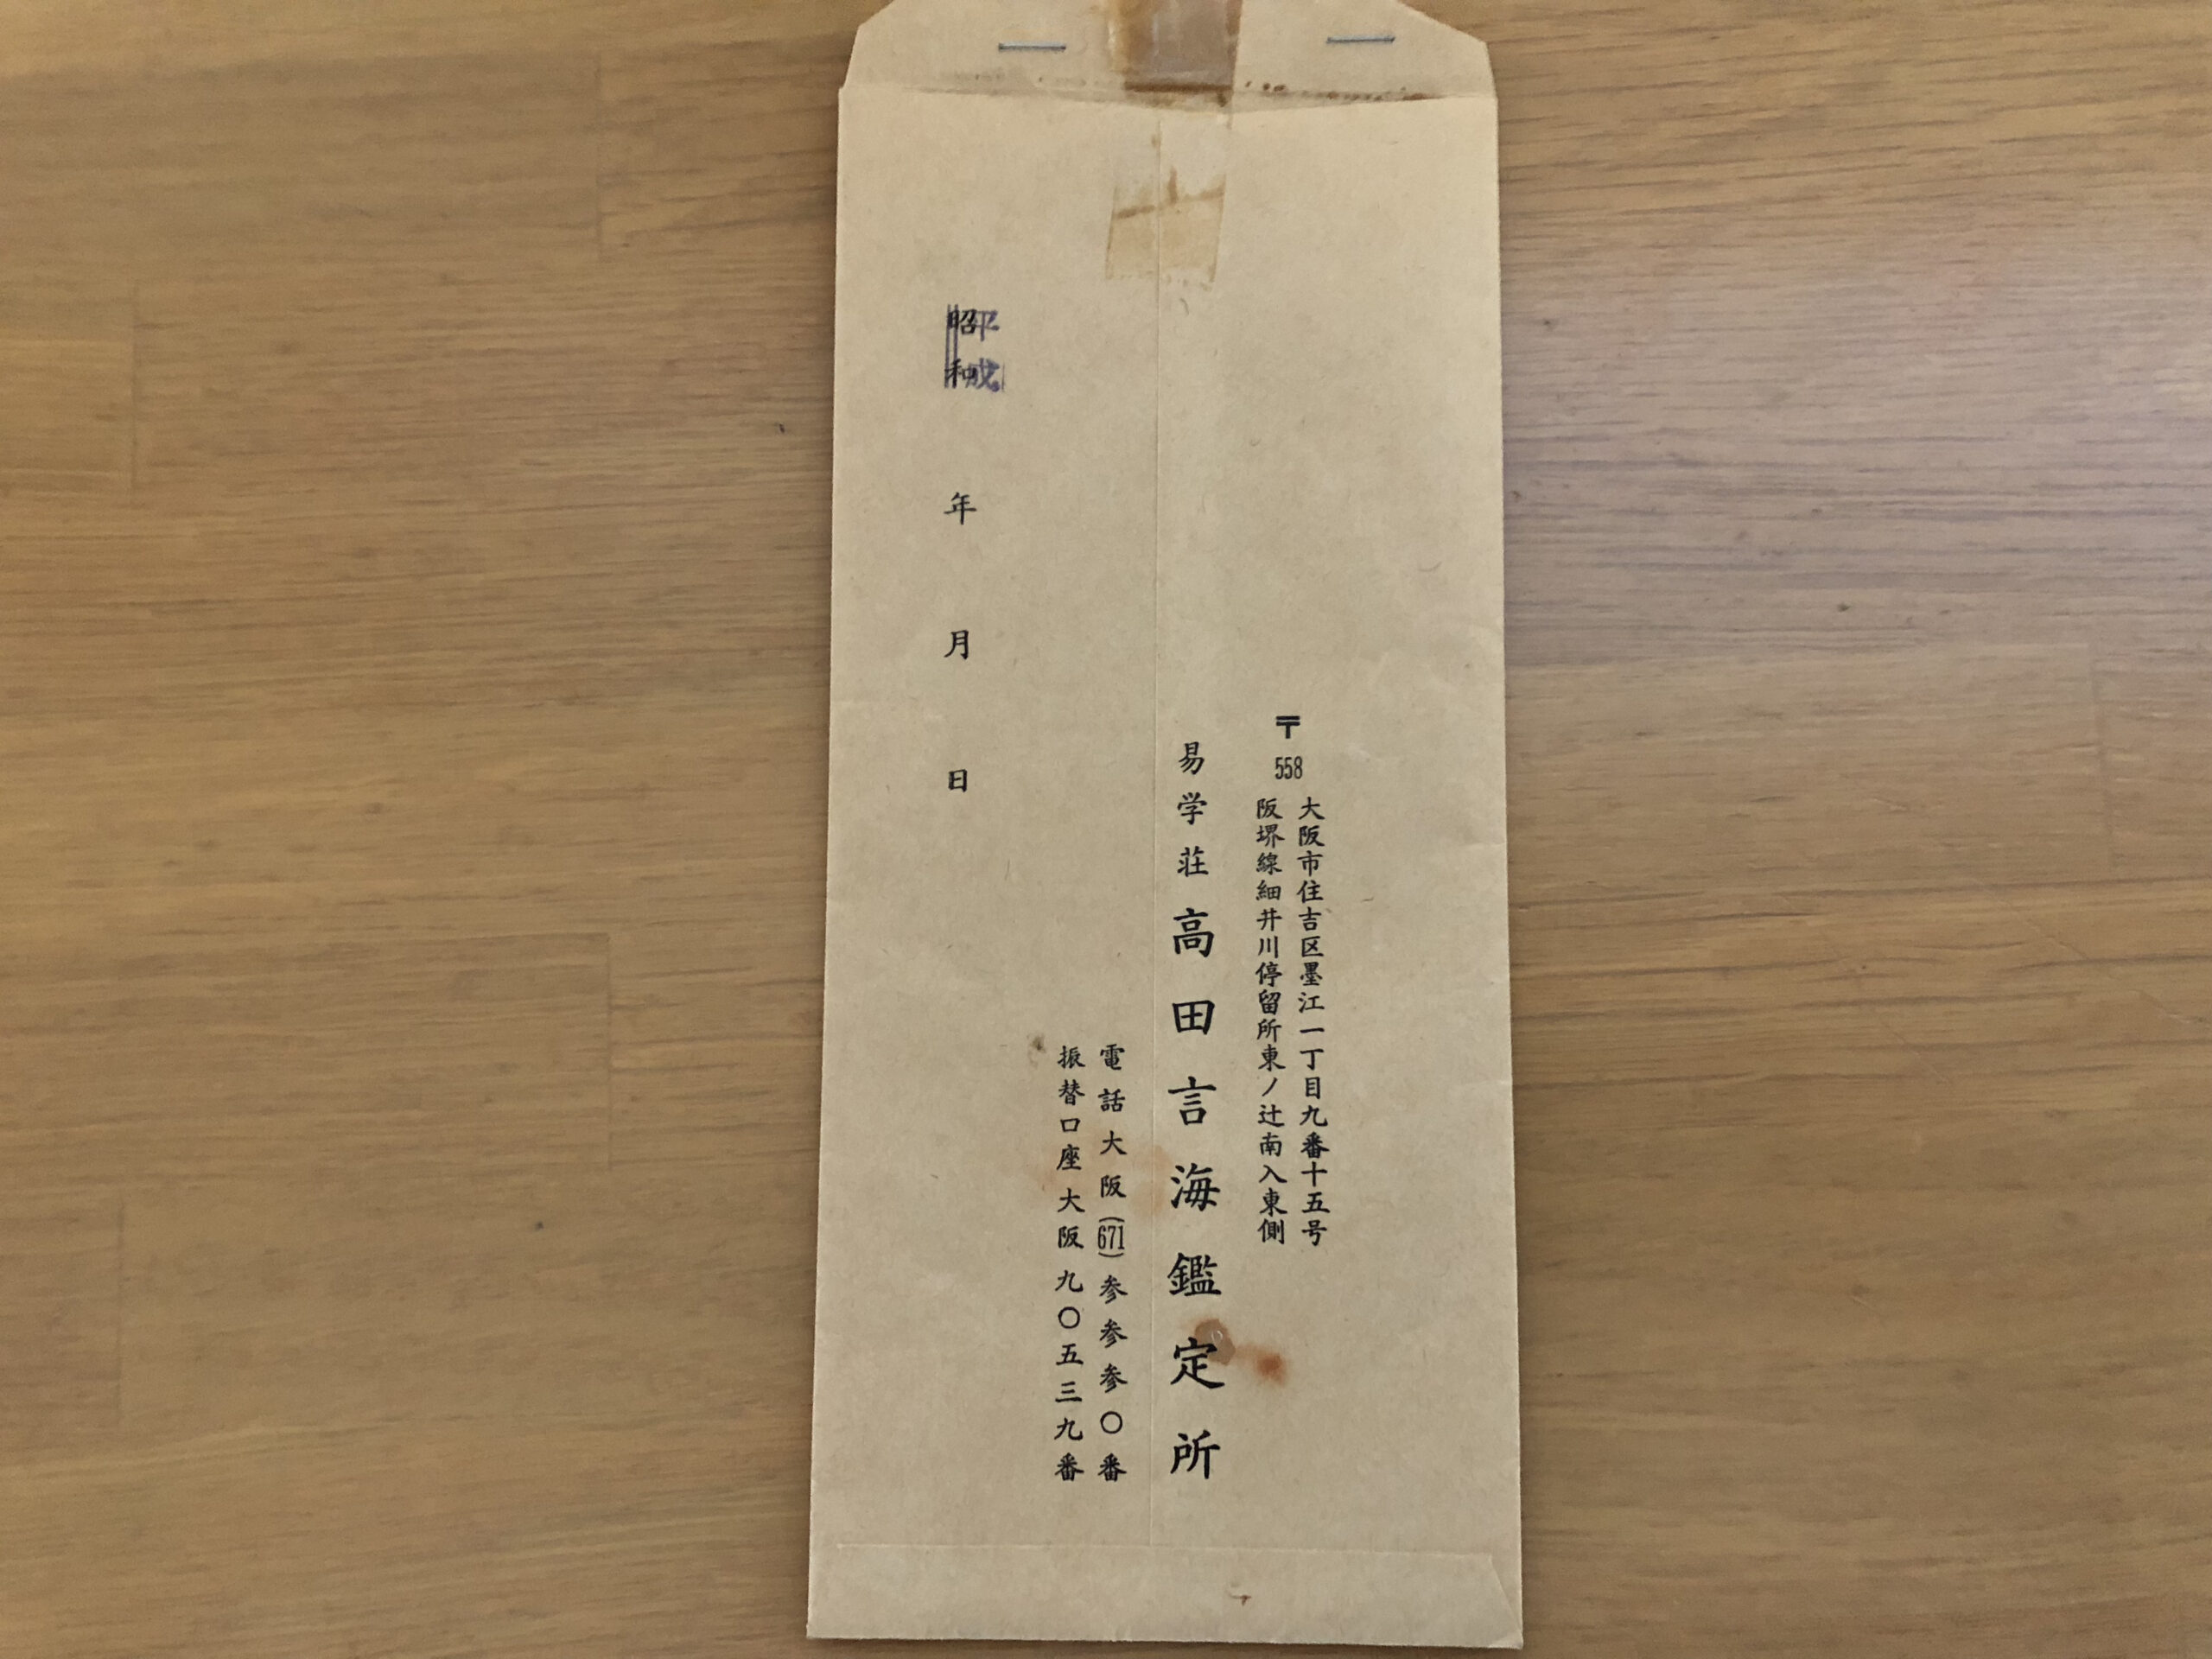 〒
558
大阪市住吉区墨江一丁目九番十五号
阪堺線細井川停留所東ノ辻南入東側
易学荘高田言海鑑定所
電話大阪(671)参参参〇番
振替口座大阪九〇五三九番
平成
昭和 年 月 日